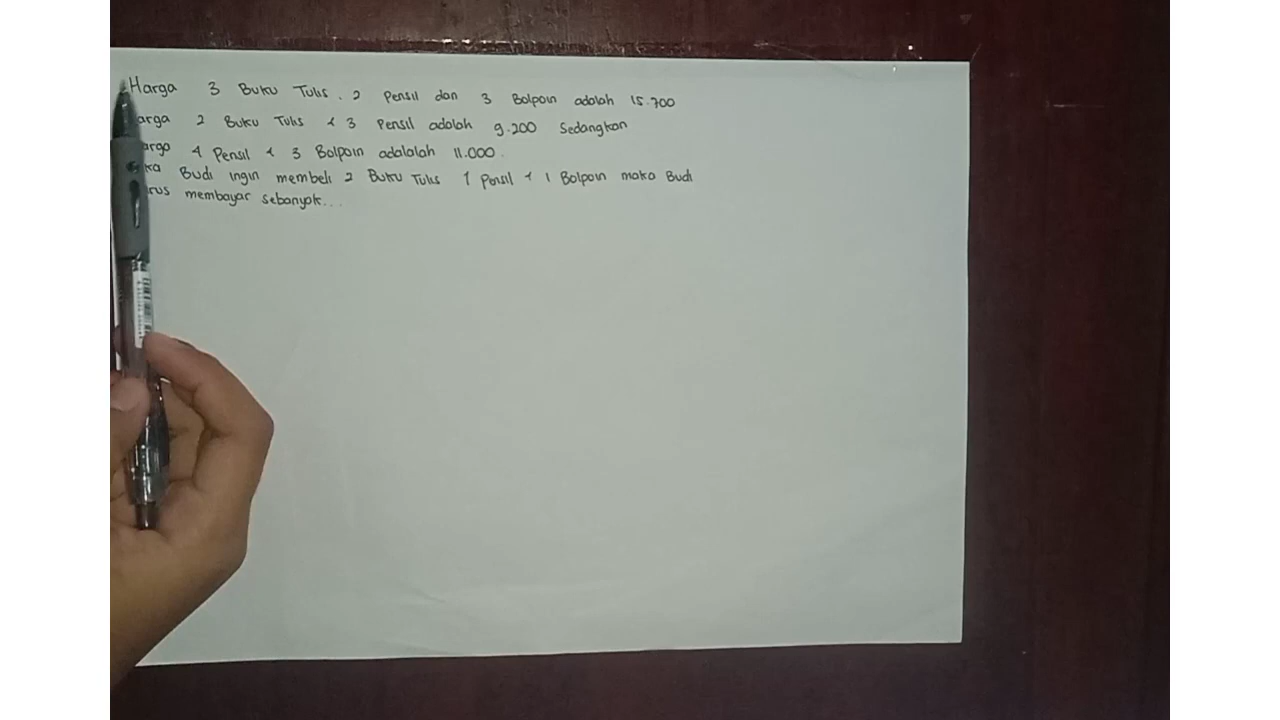 Harga 3 Buku Tulis . 2 Pensil dan 3 Bolpoin adalah 15.700
arga 2 Buku Tulis & 3 Pensil adalah 9.200 Sedangkan
arga 4 Pensil & 3 Bolpoin adalalah 11.000.
ka Budi ingin membeli 2 Buku Tulis 1 Pensil & 1 Bolpoin maka Budi
rus membayar sebanyak...